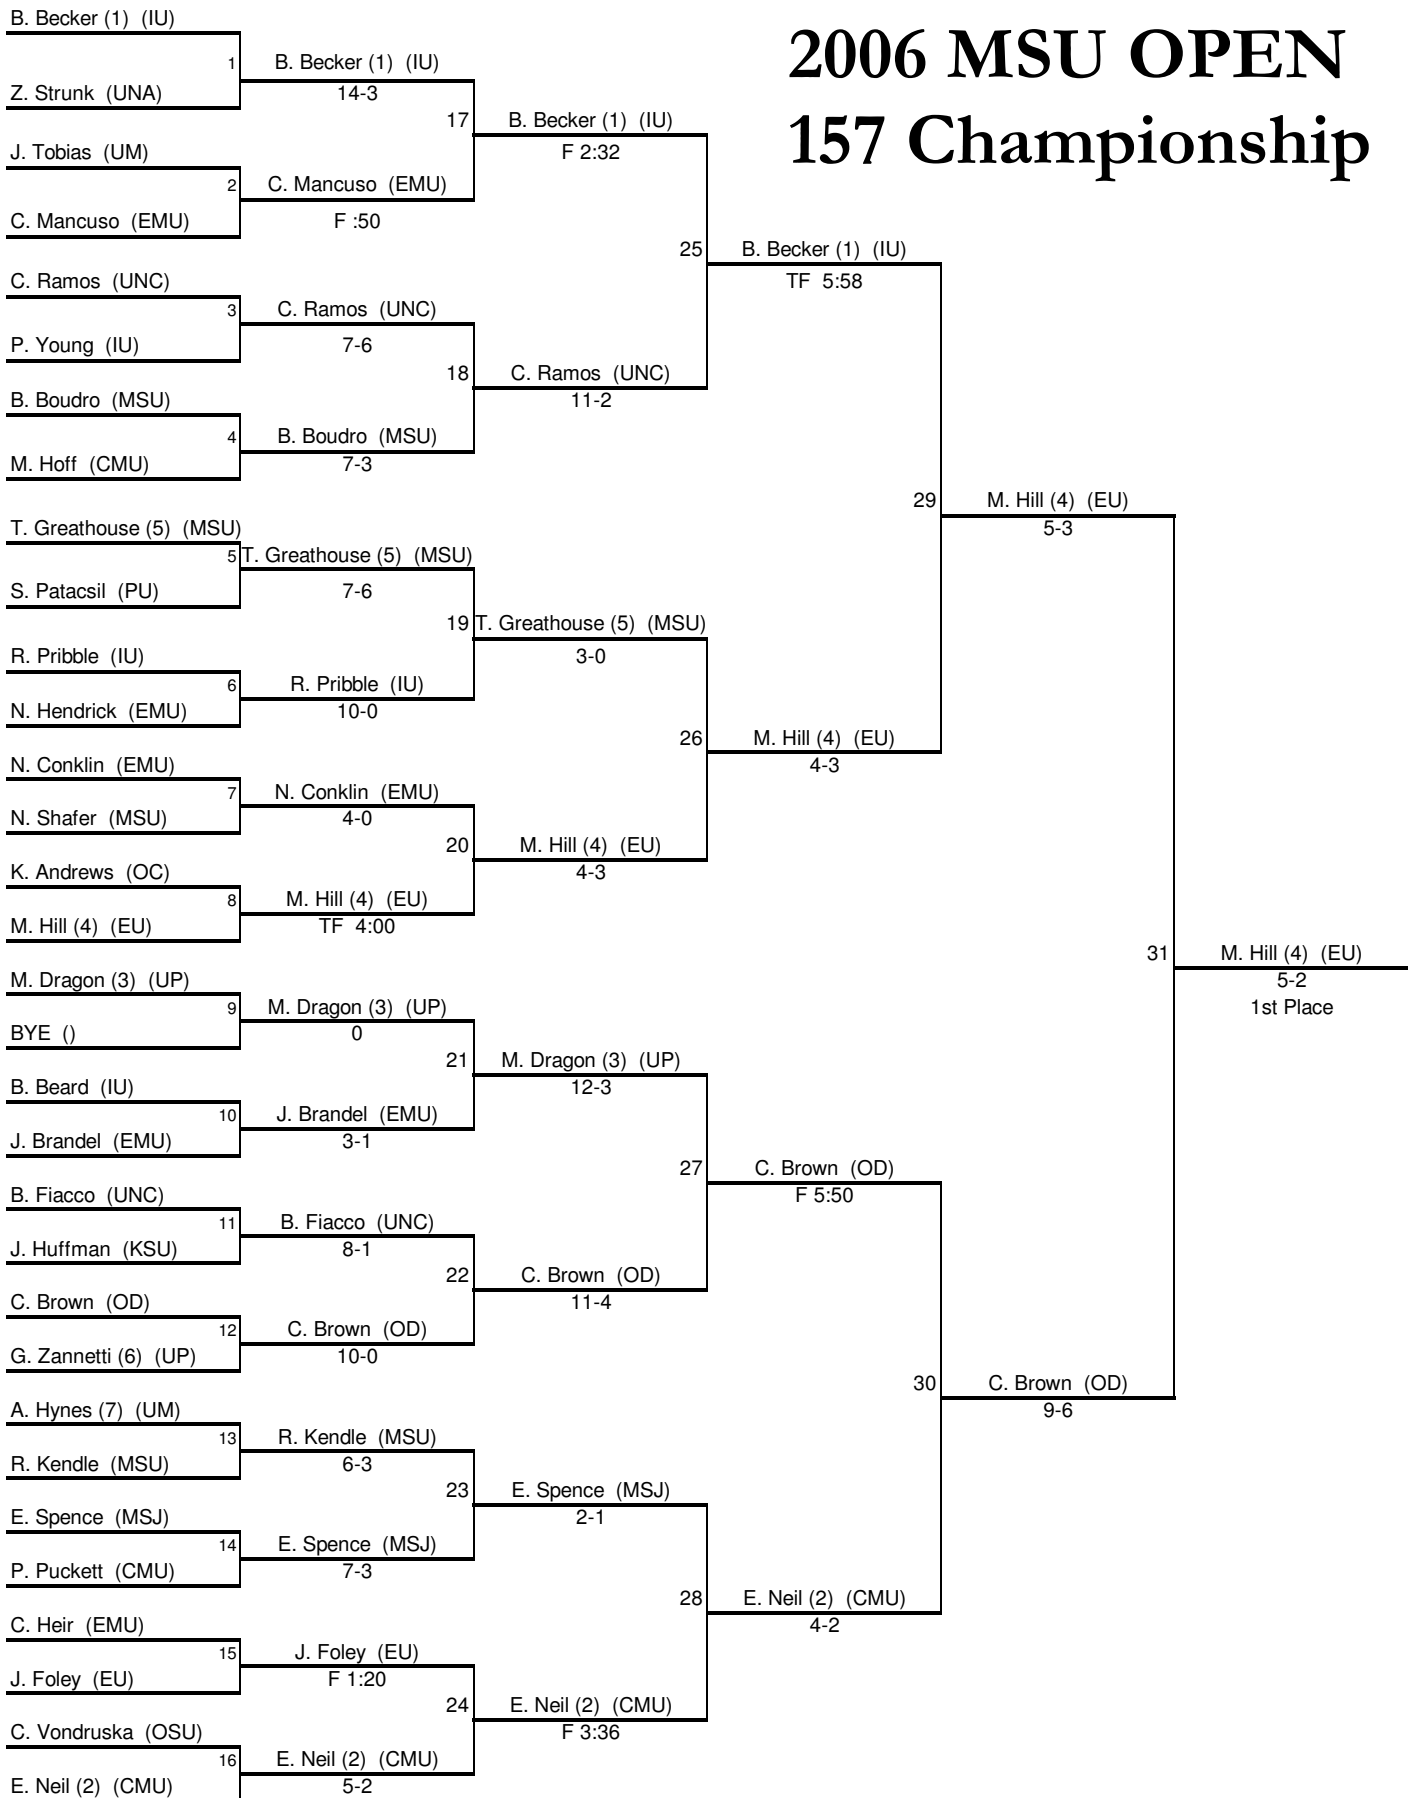 2006 MSU OPEN
157 Championship
B. Becker (1) (IU)
1
Z. Strunk (UNA)
J. Tobias (UM)
2
C. Mancuso (EMU)
C. Ramos (UNC)
3
P. Young (IU)
B. Boudro (MSU)
4
M. Hoff (CMU)
T. Greathouse (5) (MSU)
5
S. Patacsil (PU)
R. Pribble (IU)
6
N. Hendrick (EMU)
N. Conklin (EMU)
7
N. Shafer (MSU)
K. Andrews (OC)
8
M. Hill (4) (EU)
M. Dragon (3) (UP)
9
BYE ()
B. Beard (IU)
10
J. Brandel (EMU)
B. Fiacco (UNC)
11
J. Huffman (KSU)
C. Brown (OD)
12
G. Zannetti (6) (UP)
A. Hynes (7) (UM)
13
R. Kendle (MSU)
E. Spence (MSJ)
14
P. Puckett (CMU)
C. Heir (EMU)
15
J. Foley (EU)
C. Vondruska (OSU)
16
E. Neil (2) (CMU)
B. Becker (1) (IU)
14-3
17
C. Mancuso (EMU)
F :50
C. Ramos (UNC)
7-6
18
B. Boudro (MSU)
7-3
T. Greathouse (5) (MSU)
7-6
19
R. Pribble (IU)
10-0
N. Conklin (EMU)
4-0
20
M. Hill (4) (EU)
TF 4:00
M. Dragon (3) (UP)
0
21
J. Brandel (EMU)
3-1
B. Fiacco (UNC)
8-1
22
C. Brown (OD)
10-0
R. Kendle (MSU)
6-3
23
E. Spence (MSJ)
7-3
J. Foley (EU)
F 1:20
24
E. Neil (2) (CMU)
5-2
B. Becker (1) (IU)
F 2:32
25
C. Ramos (UNC)
11-2
T. Greathouse (5) (MSU)
3-0
26
M. Hill (4) (EU)
4-3
M. Dragon (3) (UP)
12-3
27
C. Brown (OD)
11-4
E. Spence (MSJ)
2-1
28
E. Neil (2) (CMU)
F 3:36
B. Becker (1) (IU)
TF 5:58
29
M. Hill (4) (EU)
4-3
C. Brown (OD)
F 5:50
30
E. Neil (2) (CMU)
4-2
M. Hill (4) (EU)
5-3
31
C. Brown (OD)
9-6
M. Hill (4) (EU)
5-2
1st Place